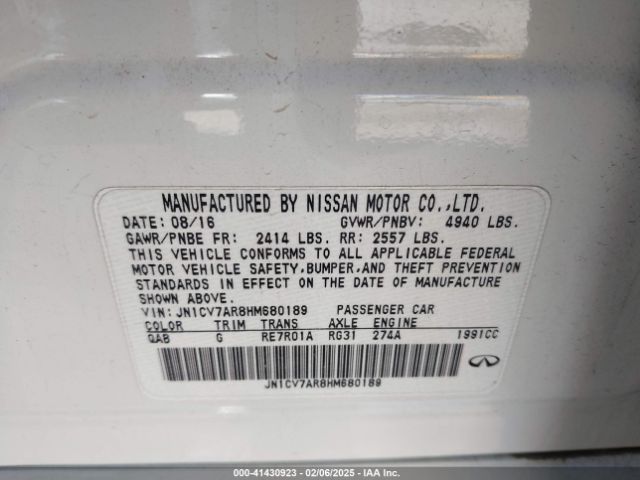 MANUFACTURED BY NISSAN MOTOR CO.,LTD.
DATE: 08/16 GVWR/PNBV: 4940 LBS.
GAWR/PNBE FR: 2414 LBS. RR: 2557 LBS.
THIS VEHICLE CONFORMS TO ALL APPLICABLE FEDERAL
MOTOR VEHICLE SAFETY,BUMPER,AND THEFT PREVENTION
STANDARDS IN EFFECT ON THE DATE OF MANUFACTURE
SHOWN ABOVE.
VIN: JN1CV7AR8HM680189 PASSENGER CAR
COLOR TRIM TRANS AXLE ENGINE
QAB G RE7R01A RG31 274A 1991CC
JN1CV7AR8HM680189
000-41430923 - 02/06/2025 - IAA Inc.